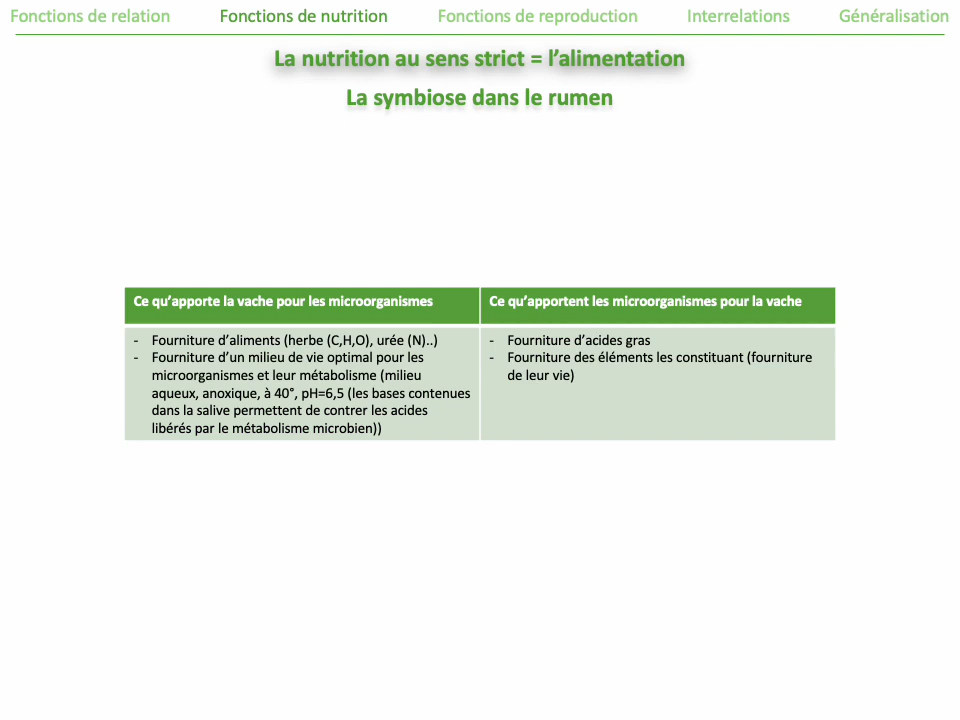 Fonctions de relation Fonctions de nutrition Fonctions de reproduction Interrelations Généralisation
La nutrition au sens strict = l’alimentation
La symbiose dans le rumen
Ce qu’apporte la vache pour les microorganismes
- Fourniture d’aliments (herbe (C,H,O), urée (N)..)
- Fourniture d’un milieu de vie optimal pour les
microorganismes et leur métabolisme (milieu
aqueux, anoxique, à 40°, pH=6,5 (les bases contenues
dans la salive permettent de contrer les acides
libérés par le métabolisme microbien))
Ce qu’apportent les microorganismes pour la vache
- Fourniture d’acides gras
- Fourniture des éléments les constituant (fourniture
de leur vie)